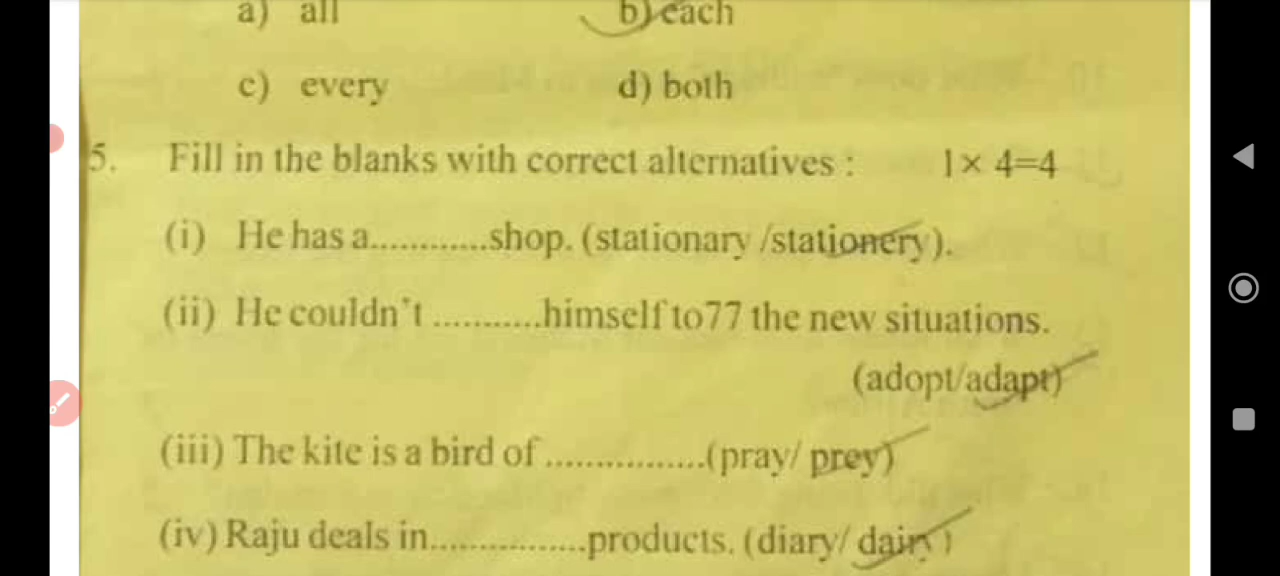 a) all b) each
c) every d) both
5. Fill in the blanks with correct alternatives : 1× 4=4
(i) He has a............shop. (stationary /stationery).
(ii) He couldn't ...........himself to77 the new situations.
(adopt/adapt)
(iii) The kite is a bird of ................(pray/ prey)
(iv) Raju deals in................products. (diary/ dairy )